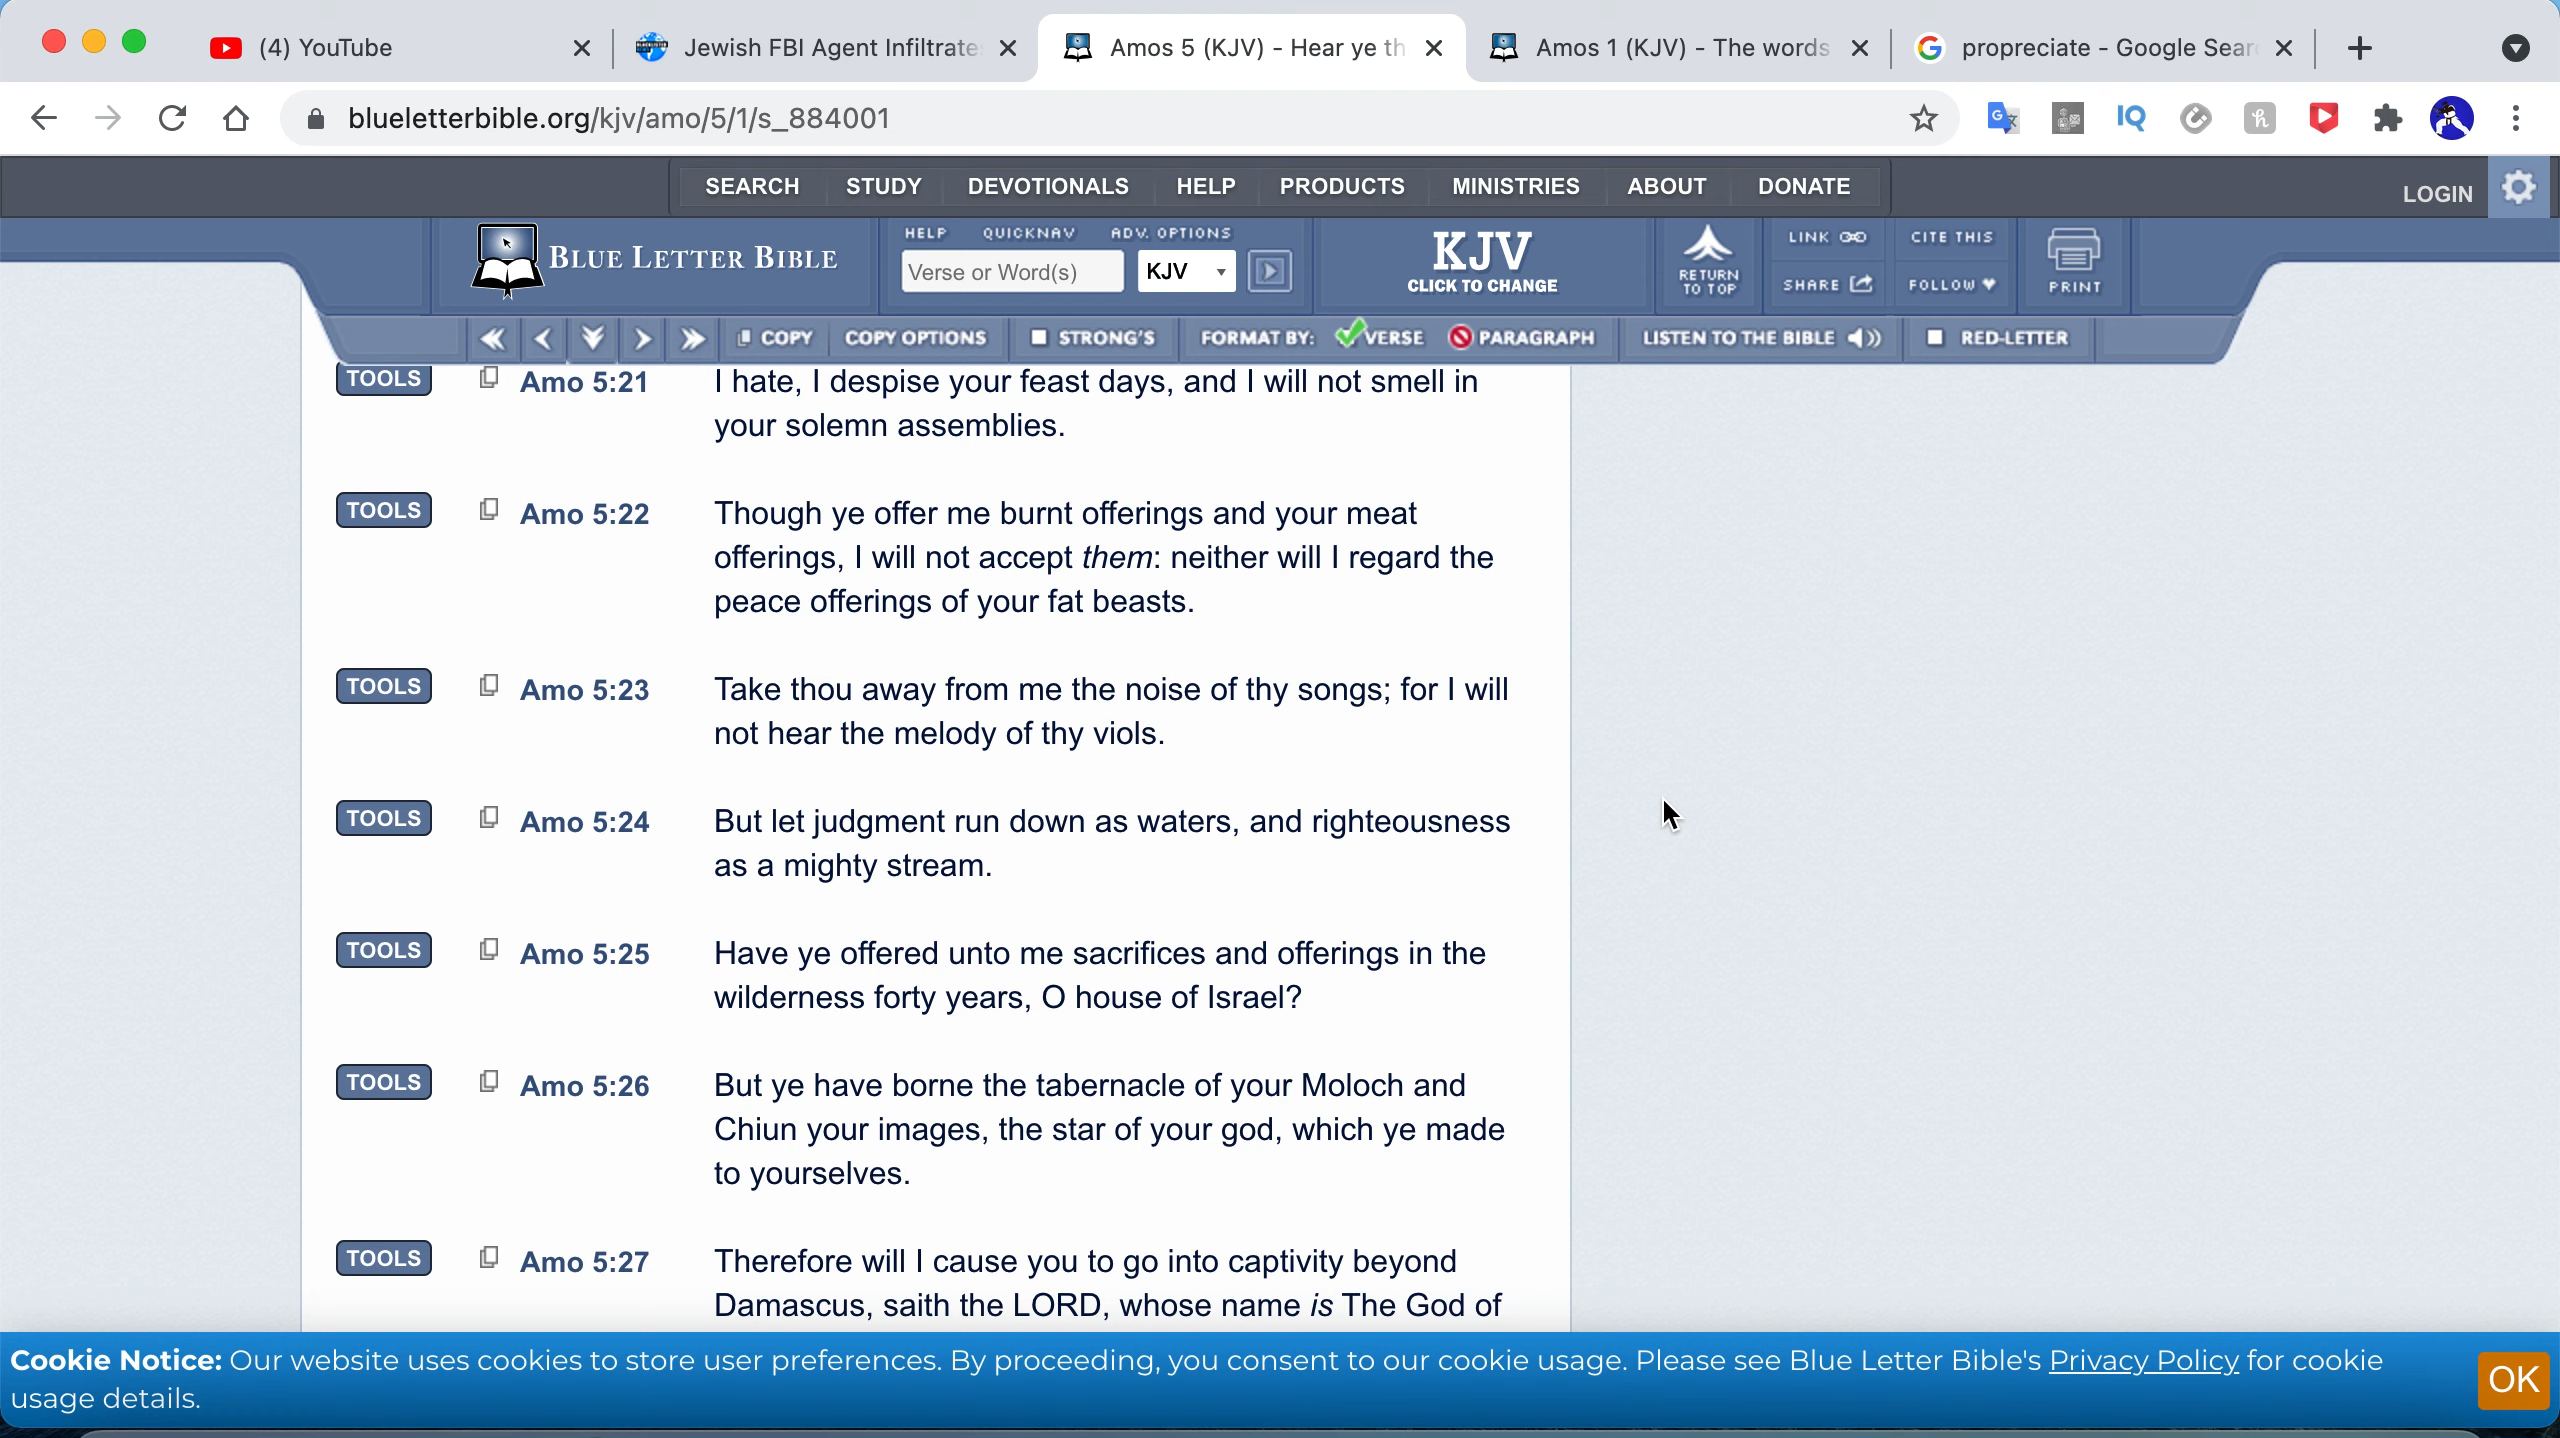 (4) YouTube
Jewish FBI Agent Infiltrate
Amos 5 (KJV) - Hear ye th
Amos 1 (KJV) - The words
propreciate - Google Sear
blueletterbible.org/kjv/amo/5/1/s_884001
SEARCH STUDY DEVOTIONALS HELP PRODUCTS MINISTRIES ABOUT DONATE
LOGIN
BLUE LETTER BIBLE
HELP QUICKNAV ADV. OPTIONS
Verse or Word(s) KJV
KJV
CLICK TO CHANGE
RETURN
TO TOP
LINK
SHARE
CITE THIS
FOLLOW
PRINT
COPY COPY OPTIONS STRONG'S FORMAT BY: VERSE PARAGRAPH LISTEN TO THE BIBLE RED-LETTER
TOOLS Amo 5:21 I hate, I despise your feast days, and I will not smell in
your solemn assemblies.
TOOLS Amo 5:22 Though ye offer me burnt offerings and your meat
offerings, I will not accept them: neither will I regard the
peace offerings of your fat beasts.
TOOLS Amo 5:23 Take thou away from me the noise of thy songs; for I will
not hear the melody of thy viols.
TOOLS Amo 5:24 But let judgment run down as waters, and righteousness
as a mighty stream.
TOOLS Amo 5:25 Have ye offered unto me sacrifices and offerings in the
wilderness forty years, O house of Israel?
TOOLS Amo 5:26 But ye have borne the tabernacle of your Moloch and
Chiun your images, the star of your god, which ye made
to yourselves.
TOOLS Amo 5:27 Therefore will I cause you to go into captivity beyond
Damascus, saith the LORD, whose name is The God of
Cookie Notice: Our website uses cookies to store user preferences. By proceeding, you consent to our cookie usage. Please see Blue Letter Bible's Privacy Policy for cookie
usage details.
OK